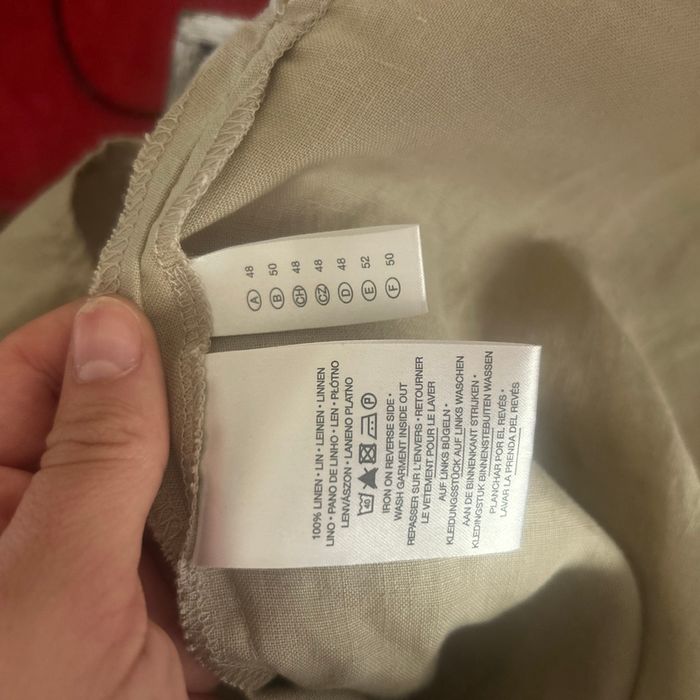 A 48
B 50
CH 48
CZ 48
D 48
E 52
F 50
100% LINEN • LIN • LEINEN • LINNEN
LINO • PANO DE LINHO • LEN • PŁÓTNO
LENVÁSZON • LANENO PLATNO
40 P
IRON ON REVERSE SIDE •
WASH GARMENT INSIDE OUT
REPASSER SUR L'ENVERS • RETOURNER
LE VETEMENT POUR LE LAVER
AUF LINKS BÜGELN •
KLEIDUNGSSTÜCK AUF LINKS WASCHEN
AAN DE BINNENKANT STRIJKEN •
KLEDINGSTUK BINNENSTEBUITEN WASSEN
PLANCHAR POR EL REVÉS •
LAVAR LA PRENDA DEL REVÉS